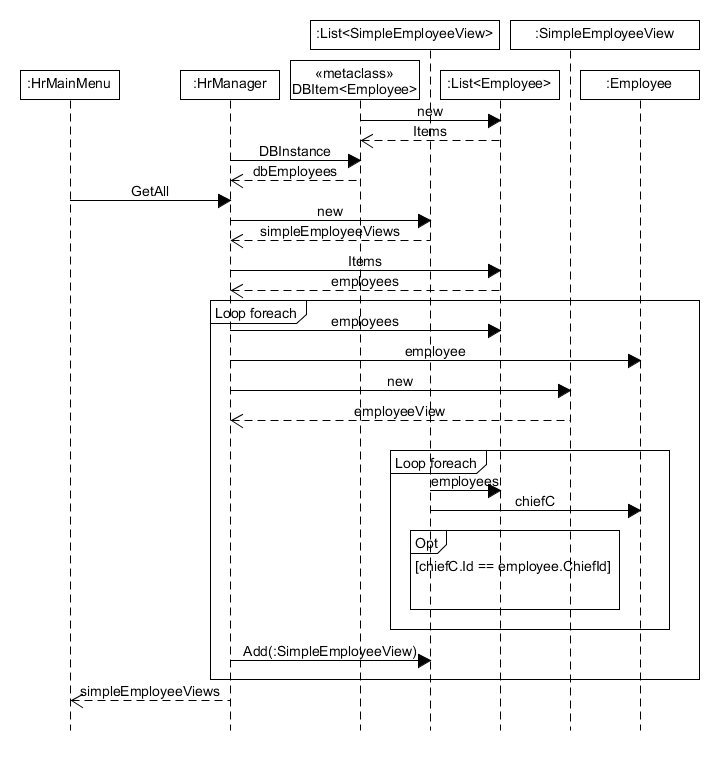 :List<SimpleEmployeeView>
:SimpleEmployeeView
:HrMainMenu
:HrManager
«metaclass»
DBItem<Employee>
:List<Employee>
:Employee
new
Items
DBInstance
dbEmployees
GetAll
new
simpleEmployeeViews
Items
employees
Loop foreach
employees
employee
new
employeeView
Loop foreach
employees
chiefC
Opt
[chiefC.Id == employee.ChiefId]
Add(:SimpleEmployeeView)
simpleEmployeeViews